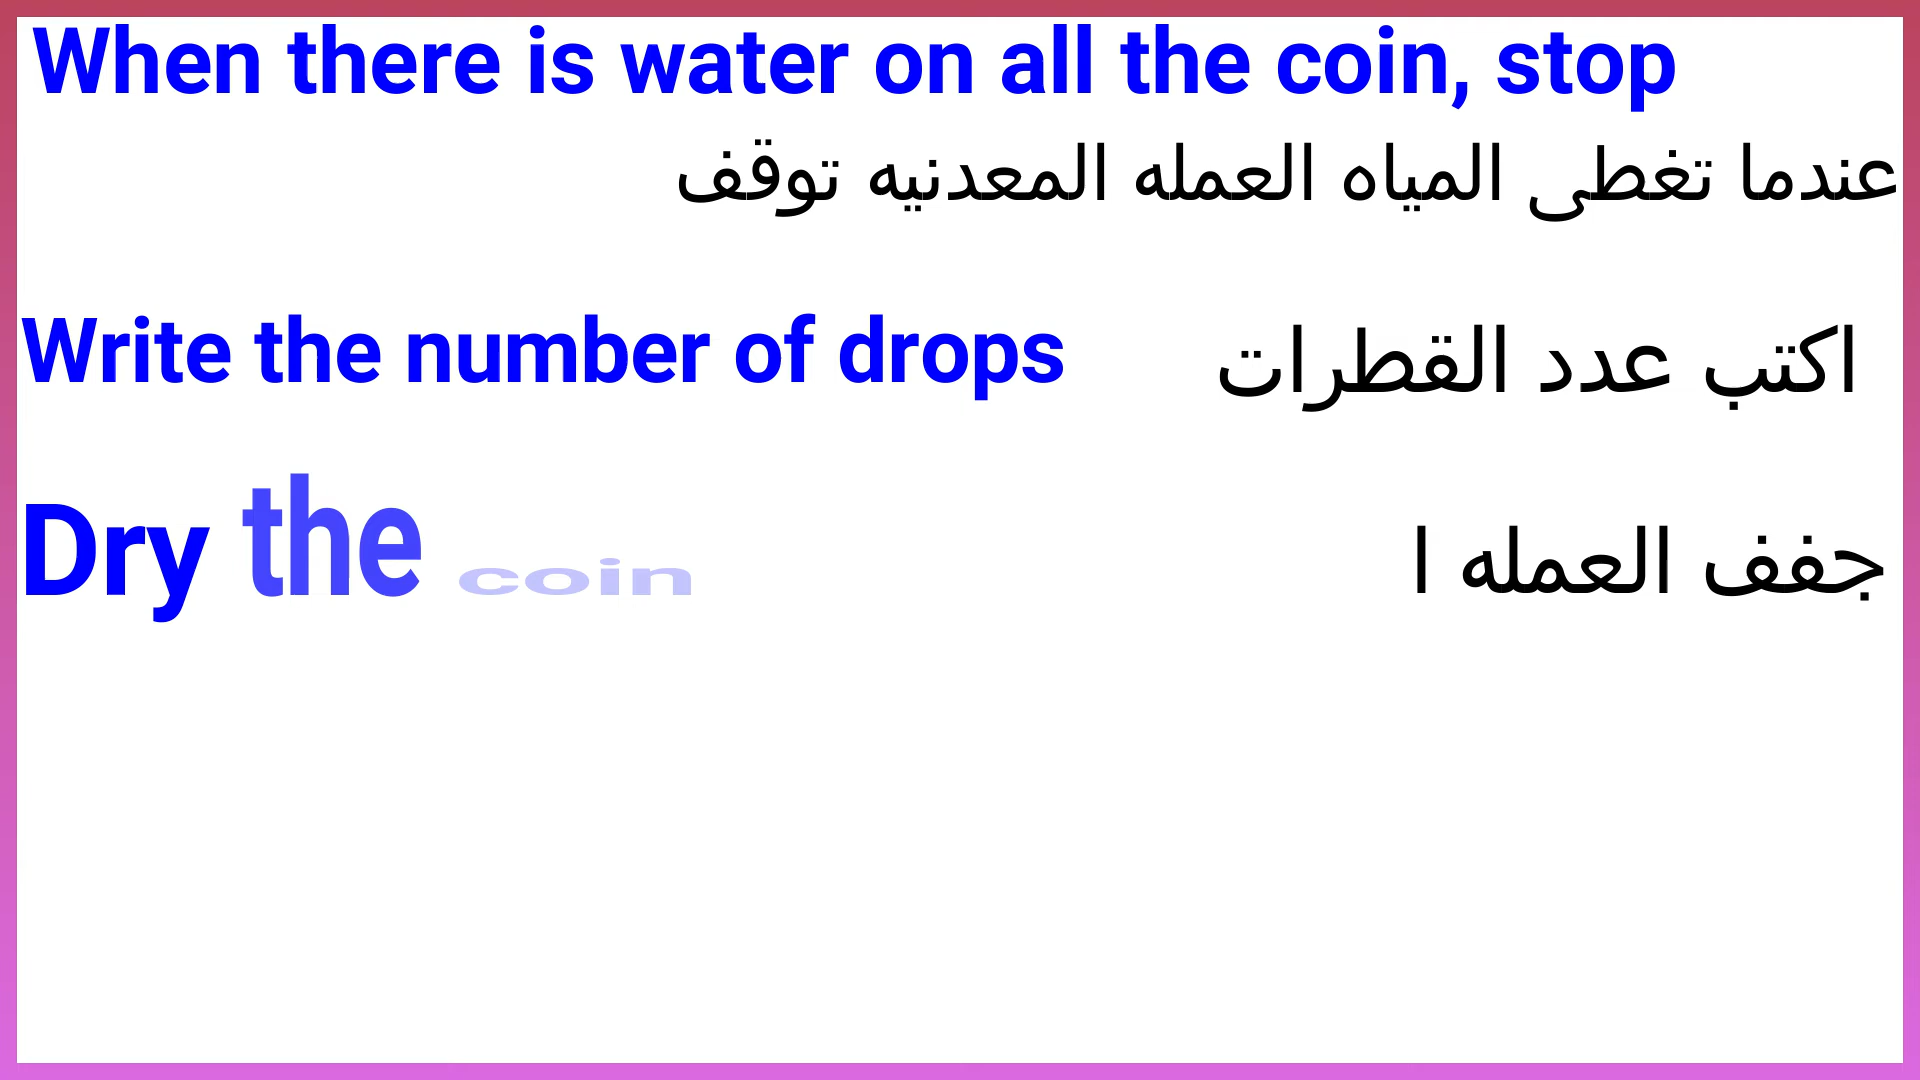 When there is water on all the coin, stop
عندما تغطى المياه العمله المعدنيه توقف
Write the number of drops
اكتب عدد القطرات
Dry the coin
جفف العمله ا